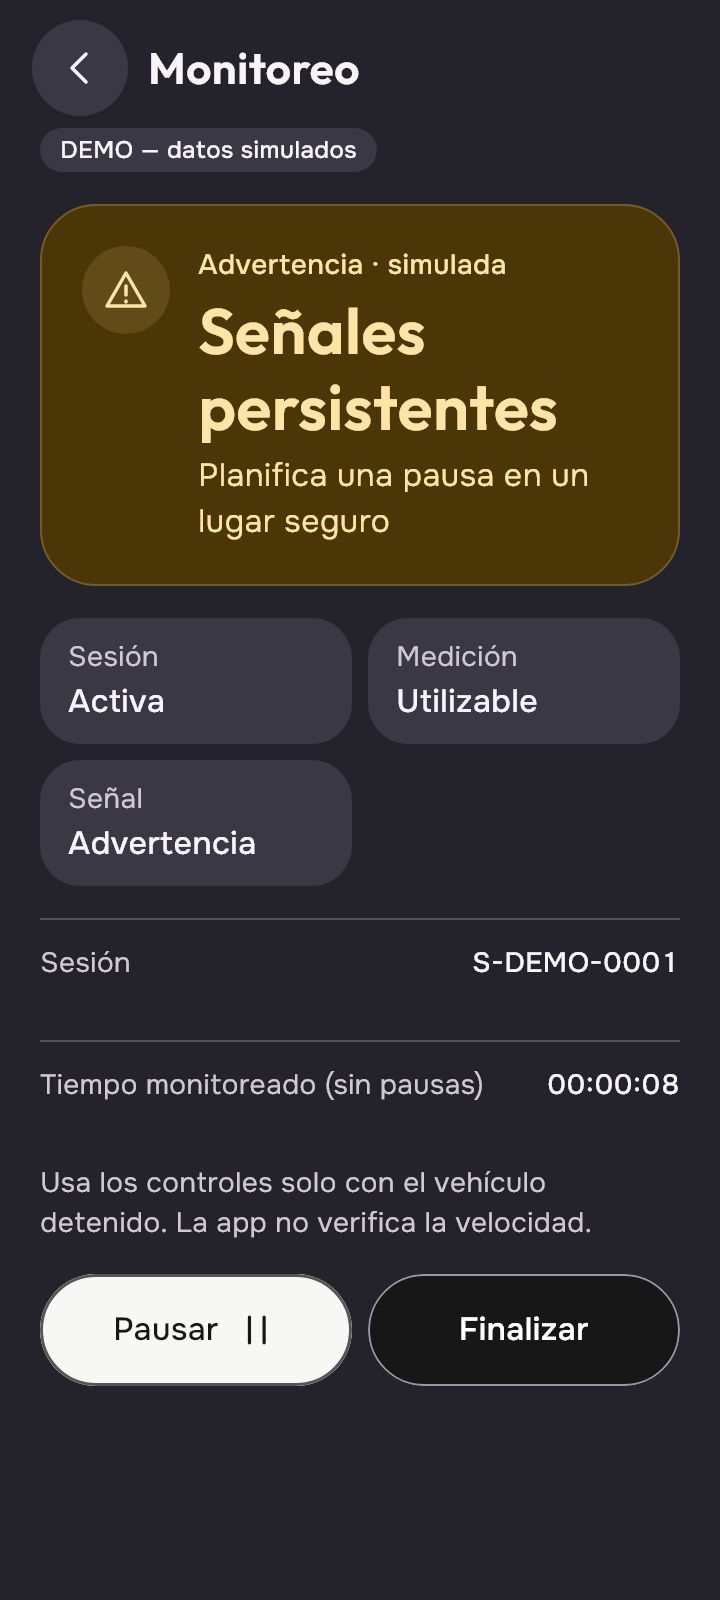 Monitoreo
DEMO — datos simulados
Advertencia · simulada
Señales
persistentes
Planifica una pausa en un
lugar seguro
Sesión
Activa
Medición
Utilizable
Señal
Advertencia
Sesión S-DEMO-0001
Tiempo monitoreado (sin pausas) 00:00:08
Usa los controles solo con el vehículo
detenido. La app no verifica la velocidad.
Pausar
Finalizar